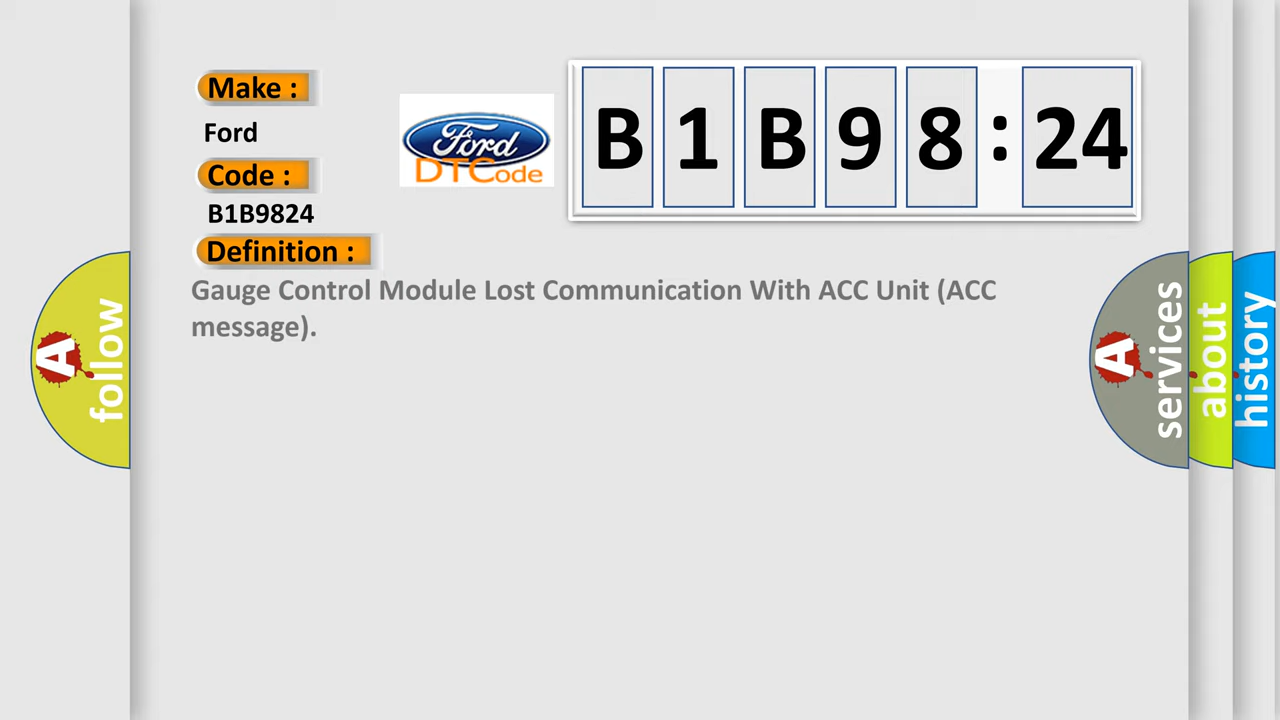 Make :
Ford
Code :
B1B9824
Definition :
Gauge Control Module Lost Communication With ACC Unit (ACC
message).
Ford
DTCode
B1B98:24
A follow
A services
about
history